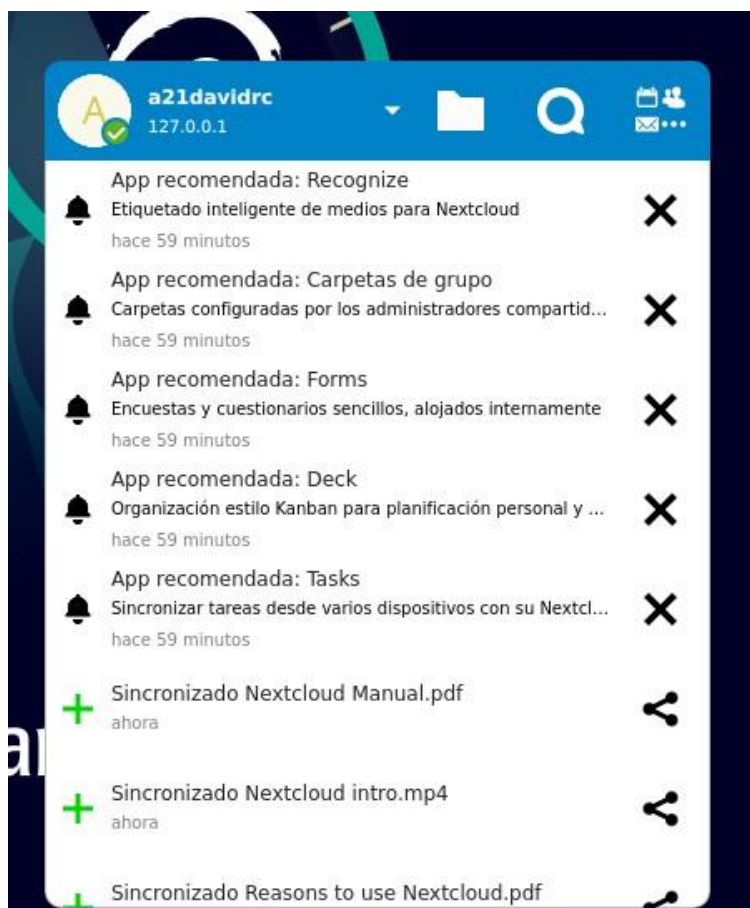 A
a21davidrc
127.0.0.1
App recomendada: Recognize
Etiquetado inteligente de medios para Nextcloud
hace 59 minutos
App recomendada: Carpetas de grupo
Carpetas configuradas por los administradores compartid...
hace 59 minutos
App recomendada: Forms
Encuestas y cuestionarios sencillos, alojados internamente
hace 59 minutos
App recomendada: Deck
Organización estilo Kanban para planificación personal y ...
hace 59 minutos
App recomendada: Tasks
Sincronizar tareas desde varios dispositivos con su Nextcl...
hace 59 minutos
Sincronizado Nextcloud Manual.pdf
ahora
Sincronizado Nextcloud intro.mp4
ahora
Sincronizado Reasons to use Nextcloud.pdf